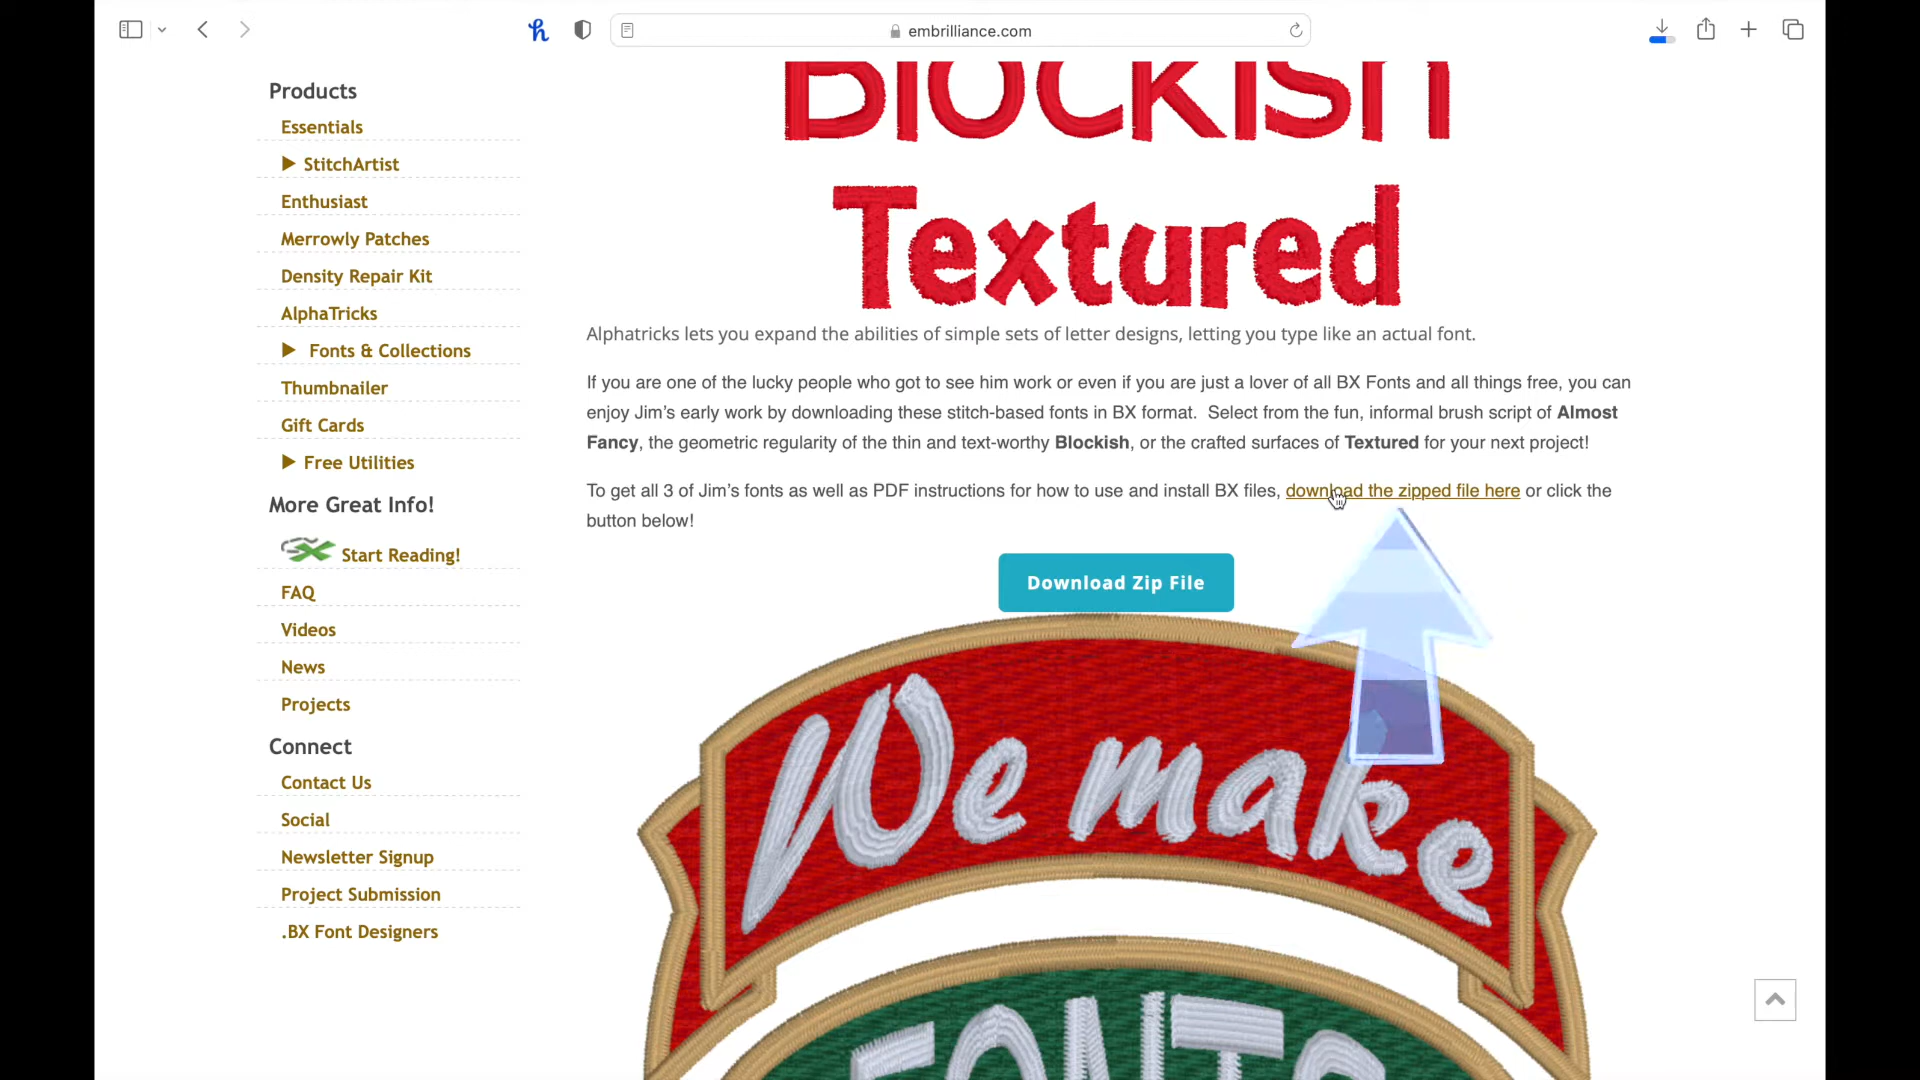 embrilliance.com
Products
Essentials
StitchArtist
Enthusiast
Merrowly Patches
Density Repair Kit
AlphaTricks
Fonts & Collections
Thumbnailer
Gift Cards
Free Utilities
More Great Info!
Start Reading!
FAQ
Videos
News
Projects
Connect
Contact Us
Social
Newsletter Signup
Project Submission
.BX Font Designers
Blockish
Textured
Alphatricks lets you expand the abilities of simple sets of letter designs, letting you type like an actual font.
If you are one of the lucky people who got to see him work or even if you are just a lover of all BX Fonts and all things free, you can
enjoy Jim's early work by downloading these stitch-based fonts in BX format. Select from the fun, informal brush script of Almost
Fancy, the geometric regularity of the thin and text-worthy Blockish, or the crafted surfaces of Textured for your next project!
To get all 3 of Jim's fonts as well as PDF instructions for how to use and install BX files, download the zipped file here or click the
button below!
Download Zip File
We make
FONTS